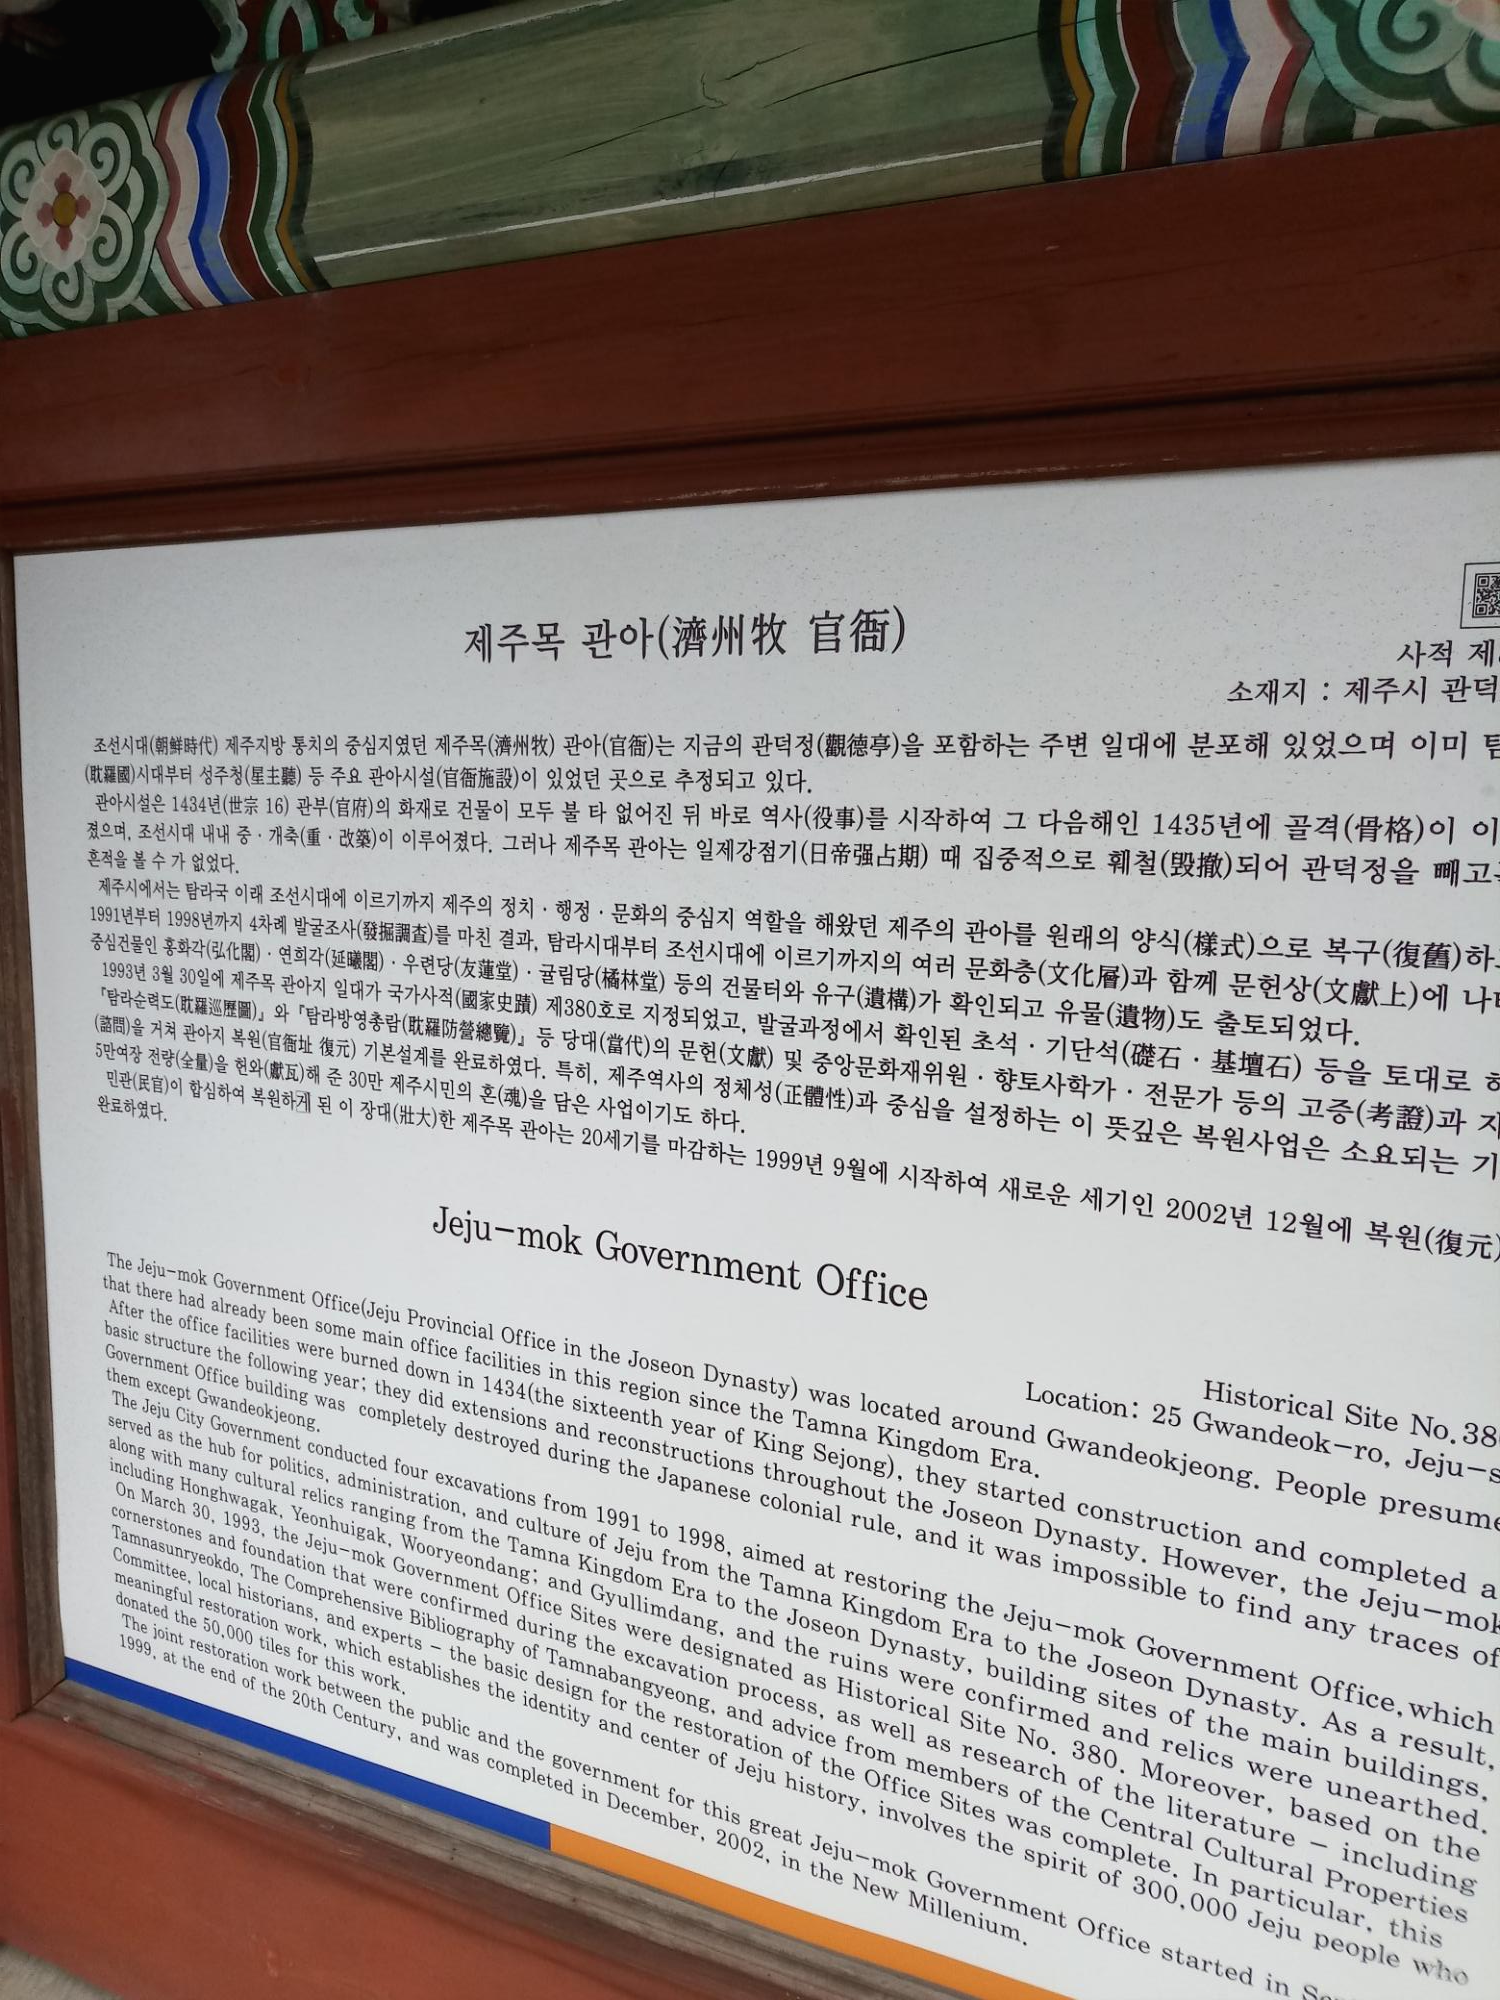 제주목 관아(濟州牧 官衙)
사적 제
소재지 : 제주시 관덕
조선시대(朝鮮時代) 제주지방 통치의 중심지였던 제주목(濟州牧) 관아(官衙)는 지금의 관덕정(觀德亭)을 포함하는 주변 일대에 분포해 있었으며 이미
(耽羅國)시대부터 성주청(星主聽) 등 주요 관아시설(官衙施設)이 있었던 곳으로 추정되고 있다.
관아시설은 1434년(世宗 16) 관부(官府)의 화재로 건물이 모두 불 타 없어진 뒤 바로 역사(役事)를 시작하여 그 다음해인 1435년에 골격(骨格)이 이
졌으며, 조선시대 내내 중·개축(重·改築)이 이루어졌다. 그러나 제주목 관아는 일제강점기(日帝强占期) 때 집중적으로 훼철(毁撤)되어 관덕정을 빼고
흔적을 볼 수 가 없었다.
제주시에서는 탐라국 이래 조선시대에 이르기까지 제주의 정치·행정·문화의 중심지 역할을 해왔던 제주의 관아를 원래의 양식(樣式)으로 복구(復舊)하
1991년부터 1998년까지 4차례 발굴조사(發掘調査)를 마친 결과, 탐라시대부터 조선시대에 이르기까지의 여러 문화층(文化層)과 함께 문헌상(文獻上)에 나
중심건물인 홍화각(弘化閣)·연희각(延曦閣)·우련당(友蓮堂)·귤림당(橘林堂) 등의 건물터와 유구(遺構)가 확인되고 유물(遺物)도 출토되었다.
1993년 3월 30일에 제주목 관아지 일대가 국가사적(國家史蹟) 제380호로 지정되었고, 발굴과정에서 확인된 초석·기단석(礎石·基壇石) 등을 토대로
『탐라순력도(耽羅巡歷圖)』와 『탐라방영총람(耽羅防營總覽)』 등 당대(當代)의 문헌(文獻) 및 중앙문화재위원·향토사학가·전문가 등의 고증(考證)과 자
(諮問)을 거쳐 관아지 복원(官衙址 復元) 기본설계를 완료하였다. 특히, 제주역사의 정체성(正體性)과 중심을 설정하는 이 뜻깊은 복원사업은 소요되는 기
5만여장 전량(全量)을 헌와(獻瓦)해 준 30만 제주시민의 혼(魂)을 담은 사업이기도 하다.
민관(民官)이 합심하여 복원하게 된 이 장대(壯大)한 제주목 관아는 20세기를 마감하는 1999년 9월에 시작하여 새로운 세기인 2002년 12월에 복원(復元)
완료하였다.
Jeju-mok Government Office
Historical Site No.38
Location: 25 Gwandeok-ro, Jeju-s
The Jeju-mok Government Office(Jeju Provincial Office in the Joseon Dynasty) was located around Gwandeokjeong. People presume
that there had already been some main office facilities in this region since the Tamna Kingdom Era.
After the office facilities were burned down in 1434(the sixteenth year of King Sejong), they started construction and completed a
basic structure the following year; they did extensions and reconstructions throughout the Joseon Dynasty. However, the Jeju-mok
Government Office building was completely destroyed during the Japanese colonial rule, and it was impossible to find any traces of
them except Gwandeokjeong.
The Jeju City Government conducted four excavations from 1991 to 1998, aimed at restoring the Jeju-mok Government Office, which
served as the hub for politics, administration, and culture of Jeju from the Tamna Kingdom Era to the Joseon Dynasty. As a result,
along with many cultural relics ranging from the Tamna Kingdom Era to the Joseon Dynasty, building sites of the main buildings,
including Honghwagak, Yeonhuigak, Wooryeondang; and Gyullimdang, and the ruins were confirmed and relics were unearthed.
On March 30, 1993, the Jeju-mok Government Office Sites were designated as Historical Site No. 380. Moreover, based on the
cornerstones and foundation that were confirmed during the excavation process, as well as research of the literature - including
Tamnasunryeokdo, The Comprehensive Bibliography of Tamnabangyeong, and advice from members of the Central Cultural Properties
Committee, local historians, and experts - the basic design for the restoration of the Office Sites was complete. In particular, this
meaningful restoration work, which establishes the identity and center of Jeju history, involves the spirit of 300,000 Jeju people who
donated the 50,000 tiles for this work.
The joint restoration work between the public and the government for this great Jeju-mok Government Office started in
1999, at the end of the 20th Century, and was completed in December, 2002, in the New Millenium.